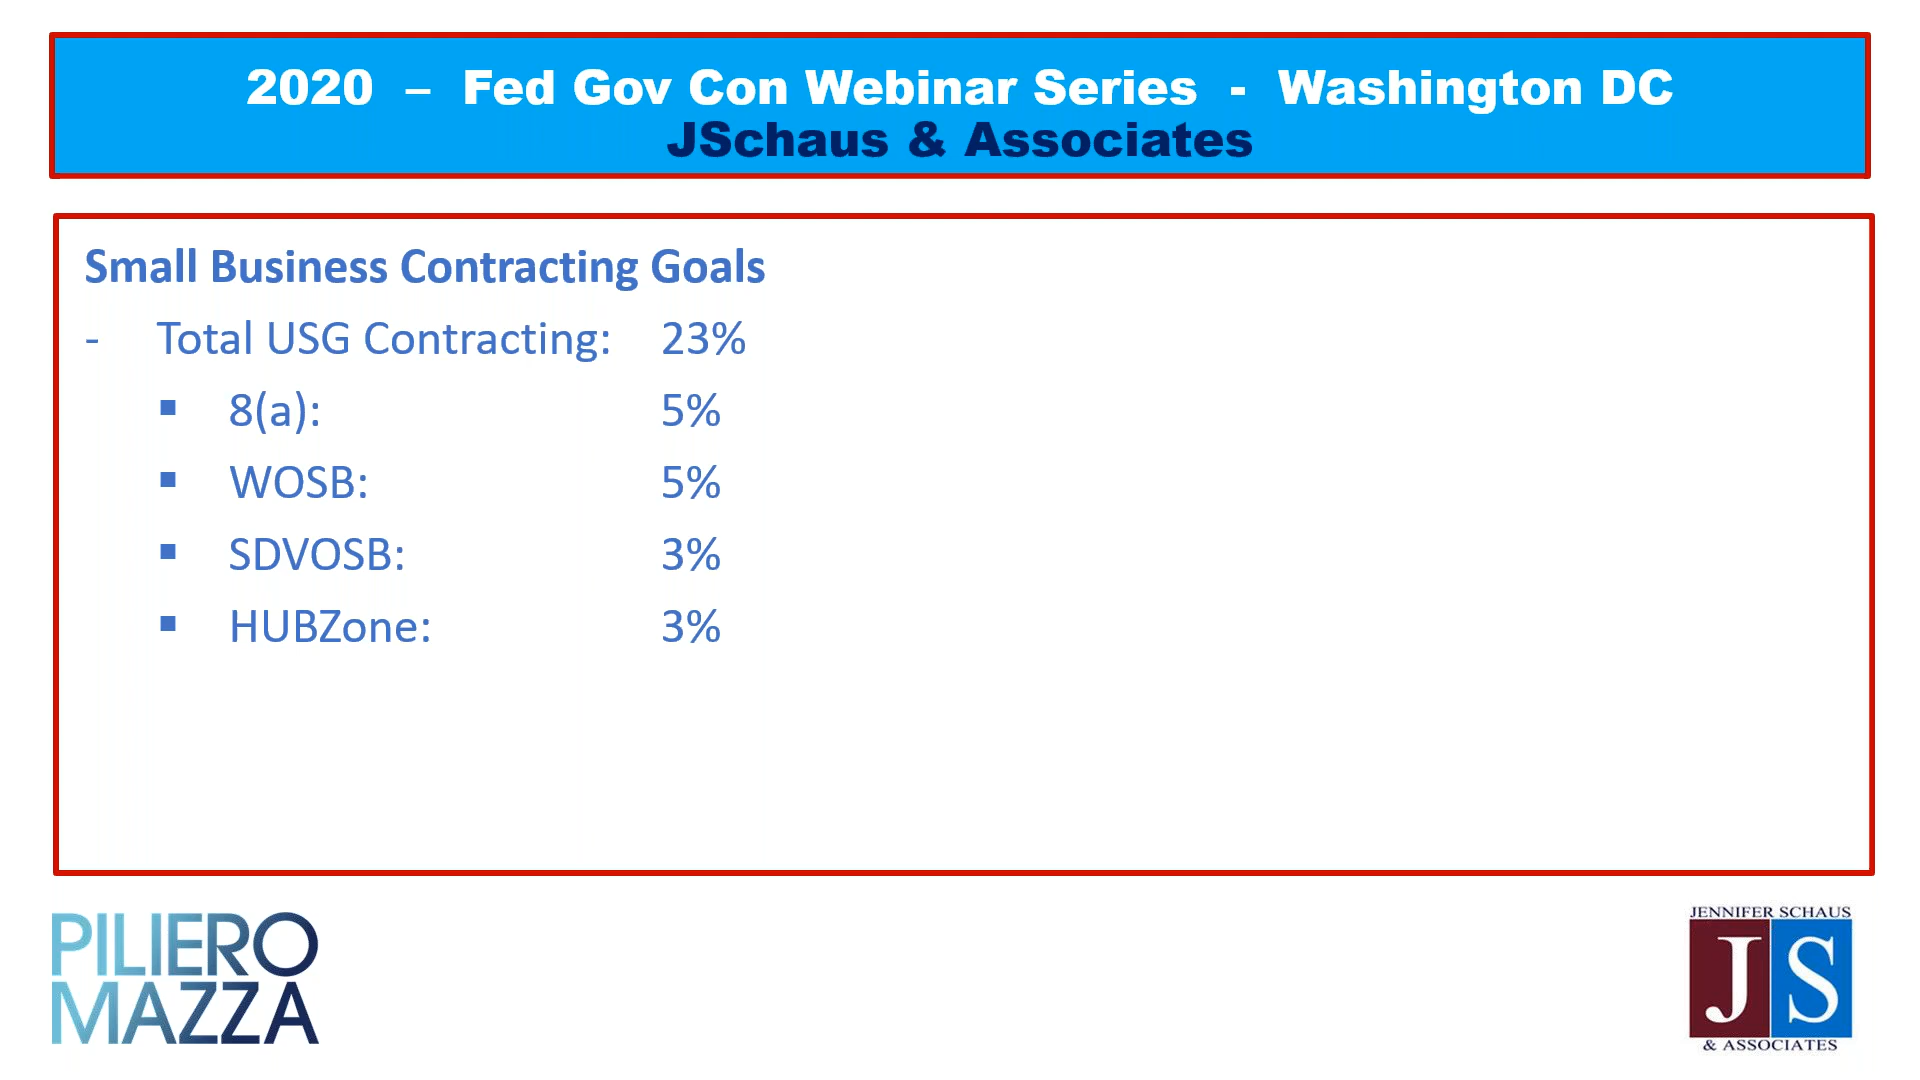 2020 – Fed Gov Con Webinar Series - Washington DC
JSchaus & Associates
Small Business Contracting Goals
- Total USG Contracting: 23%
▪ 8(a): 5%
▪ WOSB: 5%
▪ SDVOSB: 3%
▪ HUBZone: 3%
PILIERO
MAZZA
JENNIFER SCHAUS
JS
& ASSOCIATES